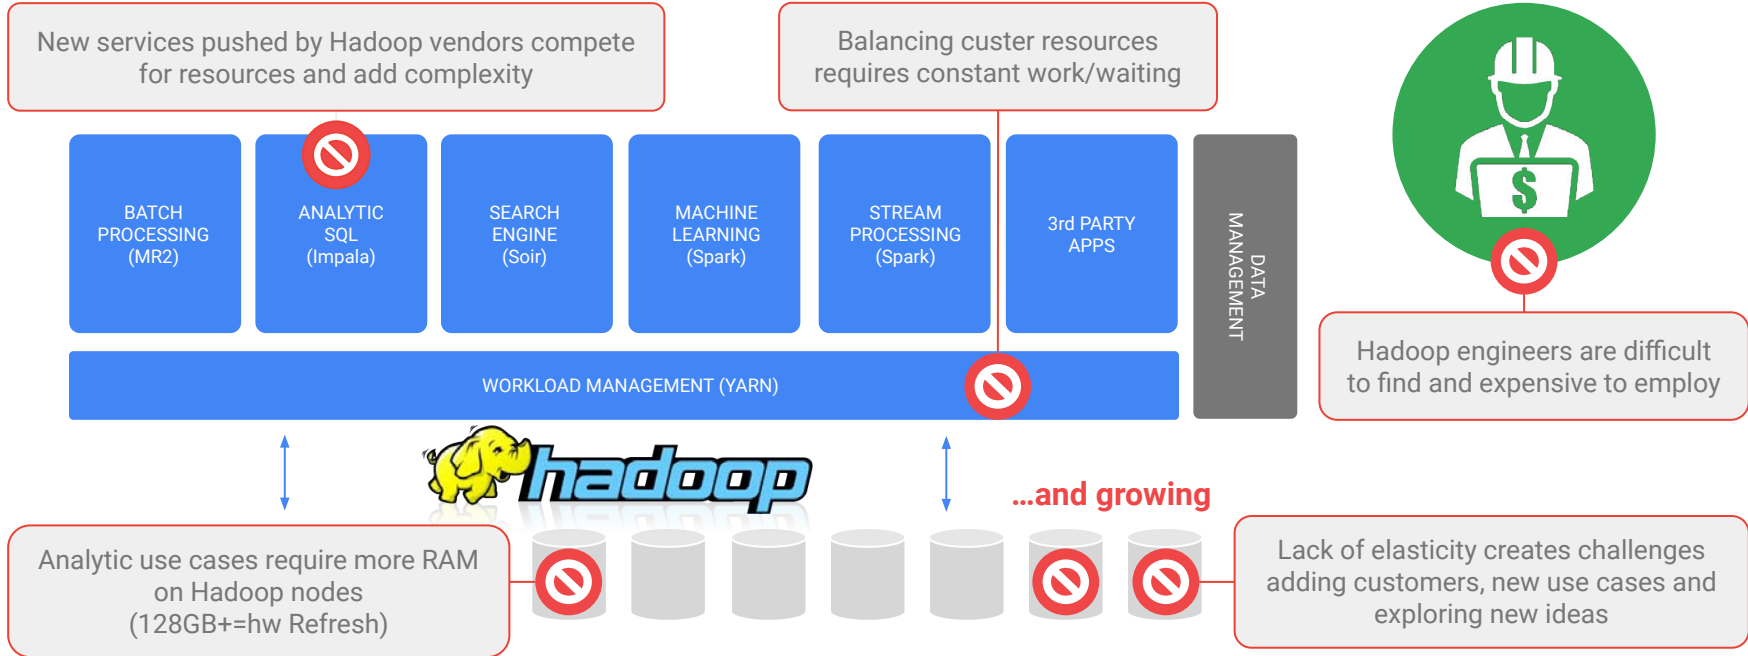 New services pushed by Hadoop vendors compete
for resources and add complexity
Balancing custer resources
requires constant work/waiting
BATCH
PROCESSING
(MR2)
ANALYTIC
SQL
(Impala)
SEARCH
ENGINE
(Soir)
MACHINE
LEARNING
(Spark)
STREAM
PROCESSING
(Spark)
3rd PARTY
APPS
DATA
MANAGEMENT
$
Hadoop engineers are difficult
to find and expensive to employ
WORKLOAD MANAGEMENT (YARN)
hadoop
...and growing
Analytic use cases require more RAM
on Hadoop nodes
(128GB+=hw Refresh)
Lack of elasticity creates challenges
adding customers, new use cases and
exploring new ideas